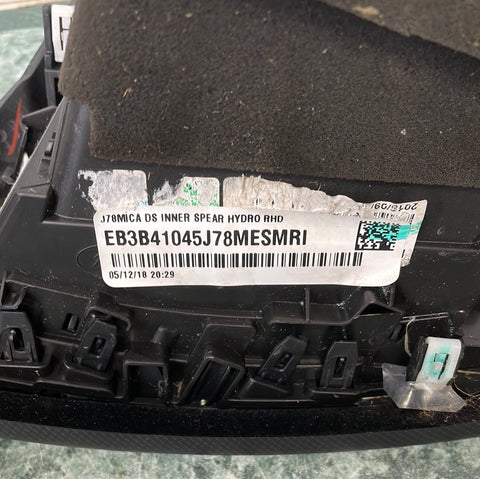 J78MICA DS INNER SPEAR HYDRO RHD
EB3B41045J78MESMRI
05/12/18 20:29